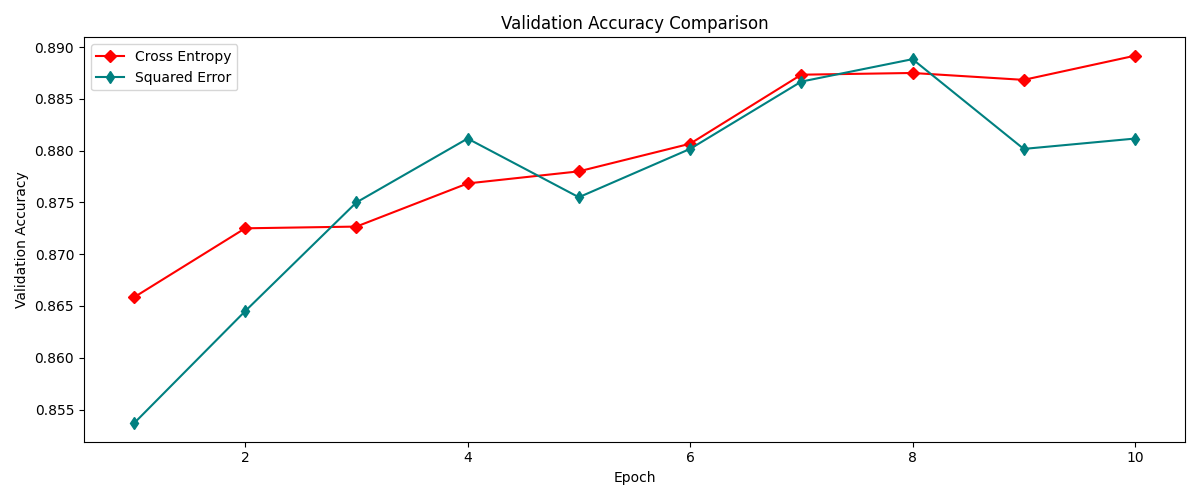 Validation Accuracy Comparison
Cross Entropy
Squared Error
Validation Accuracy
0.890
0.885
0.880
0.875
0.870
0.865
0.860
0.855
2 4 6 8 10
Epoch